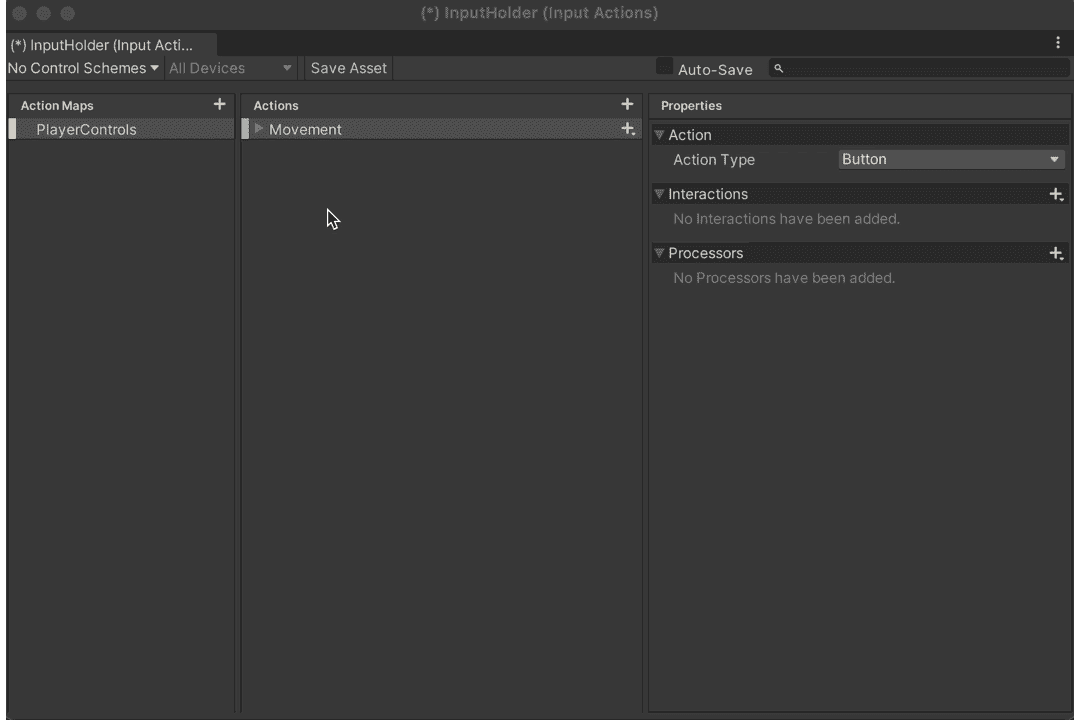 (*) InputHolder (Input Actions)
(*) InputHolder (Input Acti...
No Control Schemes All Devices Save Asset Auto-Save
Action Maps Actions Properties
PlayerControls Movement
Action
Action Type Button
Interactions
No Interactions have been added.
Processors
No Processors have been added.